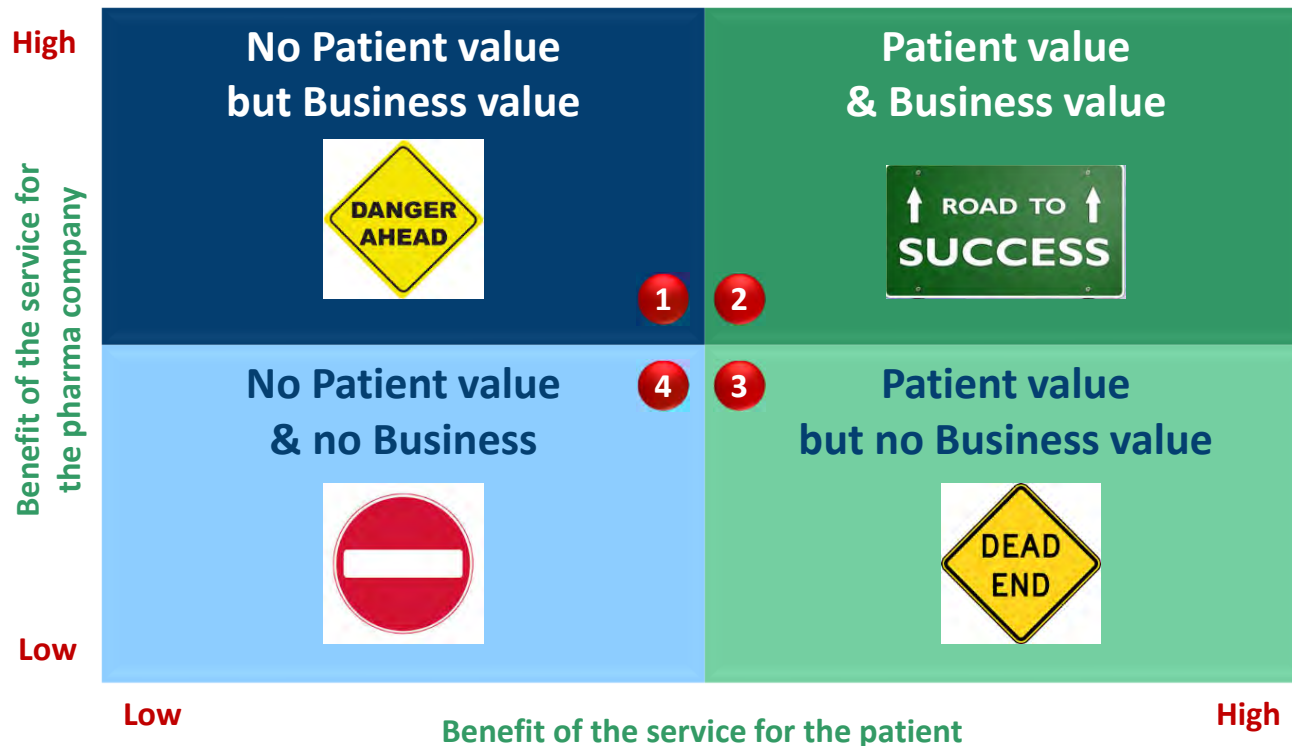 High
No Patient value
but Business value
Patient value
& Business value
DANGER
AHEAD
ROAD TO
SUCCESS
1
2
Benefit of the service for
the pharma company
4
3
No Patient value
& no Business
Patient value
but no Business value
DEAD
END
Low
Low
Benefit of the service for the patient
High